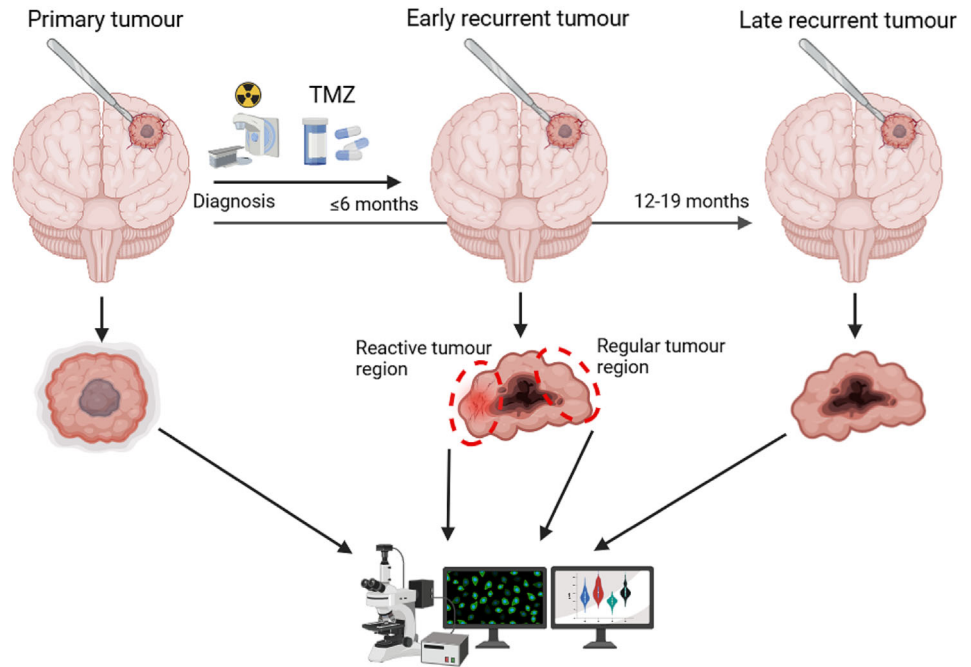 Primary tumour
Early recurrent tumour
Late recurrent tumour
TMZ
Diagnosis
≤6 months
12-19 months
Reactive tumour
region
Regular tumour
region